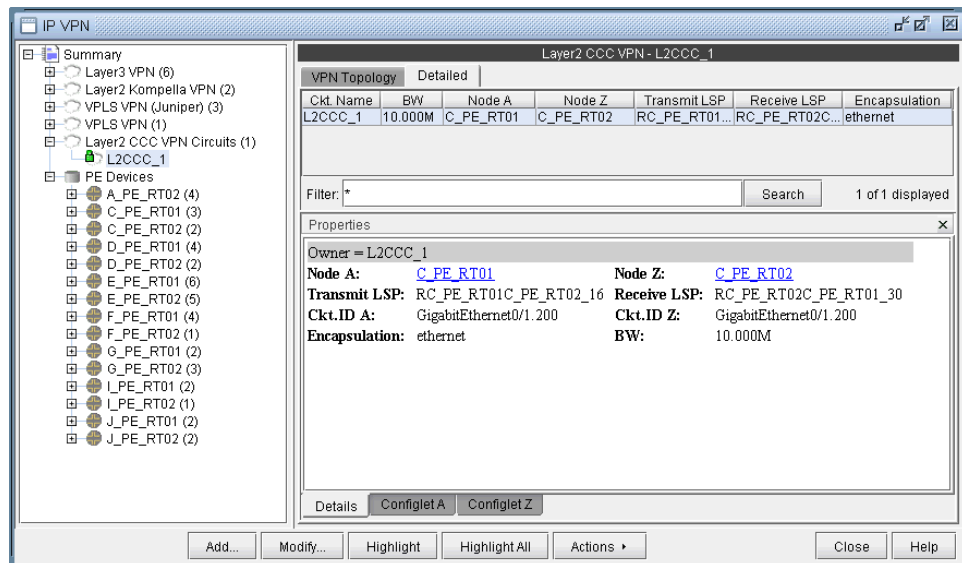 IP VPN
Summary
Layer3 VPN (6)
Layer2 Kompella VPN (2)
VPLS VPN (Juniper) (3)
VPLS VPN (1)
Layer2 CCC VPN Circuits (1)
L2CCC_1
PE Devices
A_PE_RT02 (4)
C_PE_RT01 (3)
C_PE_RT02 (2)
D_PE_RT01 (4)
D_PE_RT02 (2)
E_PE_RT01 (6)
E_PE_RT02 (5)
F_PE_RT01 (4)
F_PE_RT02 (1)
G_PE_RT01 (2)
G_PE_RT02 (3)
I_PE_RT01 (2)
I_PE_RT02 (1)
J_PE_RT01 (2)
J_PE_RT02 (2)
Layer2 CCC VPN - L2CCC_1
VPN Topology Detailed
Ckt. Name BW Node A Node Z Transmit LSP Receive LSP Encapsulation
L2CCC_1 10.000M C_PE_RT01 C_PE_RT02 RC_PE_RT01... RC_PE_RT02C... ethernet
Filter: * Search 1 of 1 displayed
Properties
Owner = L2CCC_1
Node A: C_PE_RT01 Node Z: C_PE_RT02
Transmit LSP: RC_PE_RT01C_PE_RT02_16 Receive LSP: RC_PE_RT02C_PE_RT01_30
Ckt.ID A: GigabitEthernet0/1.200 Ckt.ID Z: GigabitEthernet0/1.200
Encapsulation: ethernet BW: 10.000M
Details Configlet A Configlet Z
Add... Modify... Highlight Highlight All Actions Close Help